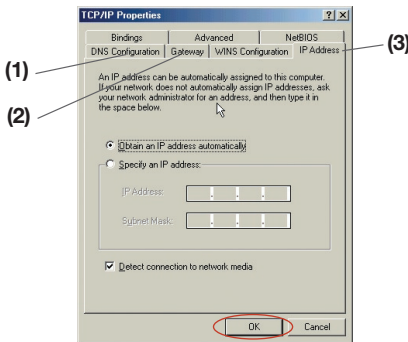 TCP/IP Properties
Bindings Advanced NetBIOS
DNS Configuration Gateway WINS Configuration IP Address
(1)
(2)
(3)
An IP address can be automatically assigned to this computer.
If your network does not automatically assign IP addresses, ask
your network administrator for an address, and then type it in
the space below.
Obtain an IP address automatically
Specify an IP address:
IP Address:
Subnet Mask:
Detect connection to network media
OK Cancel